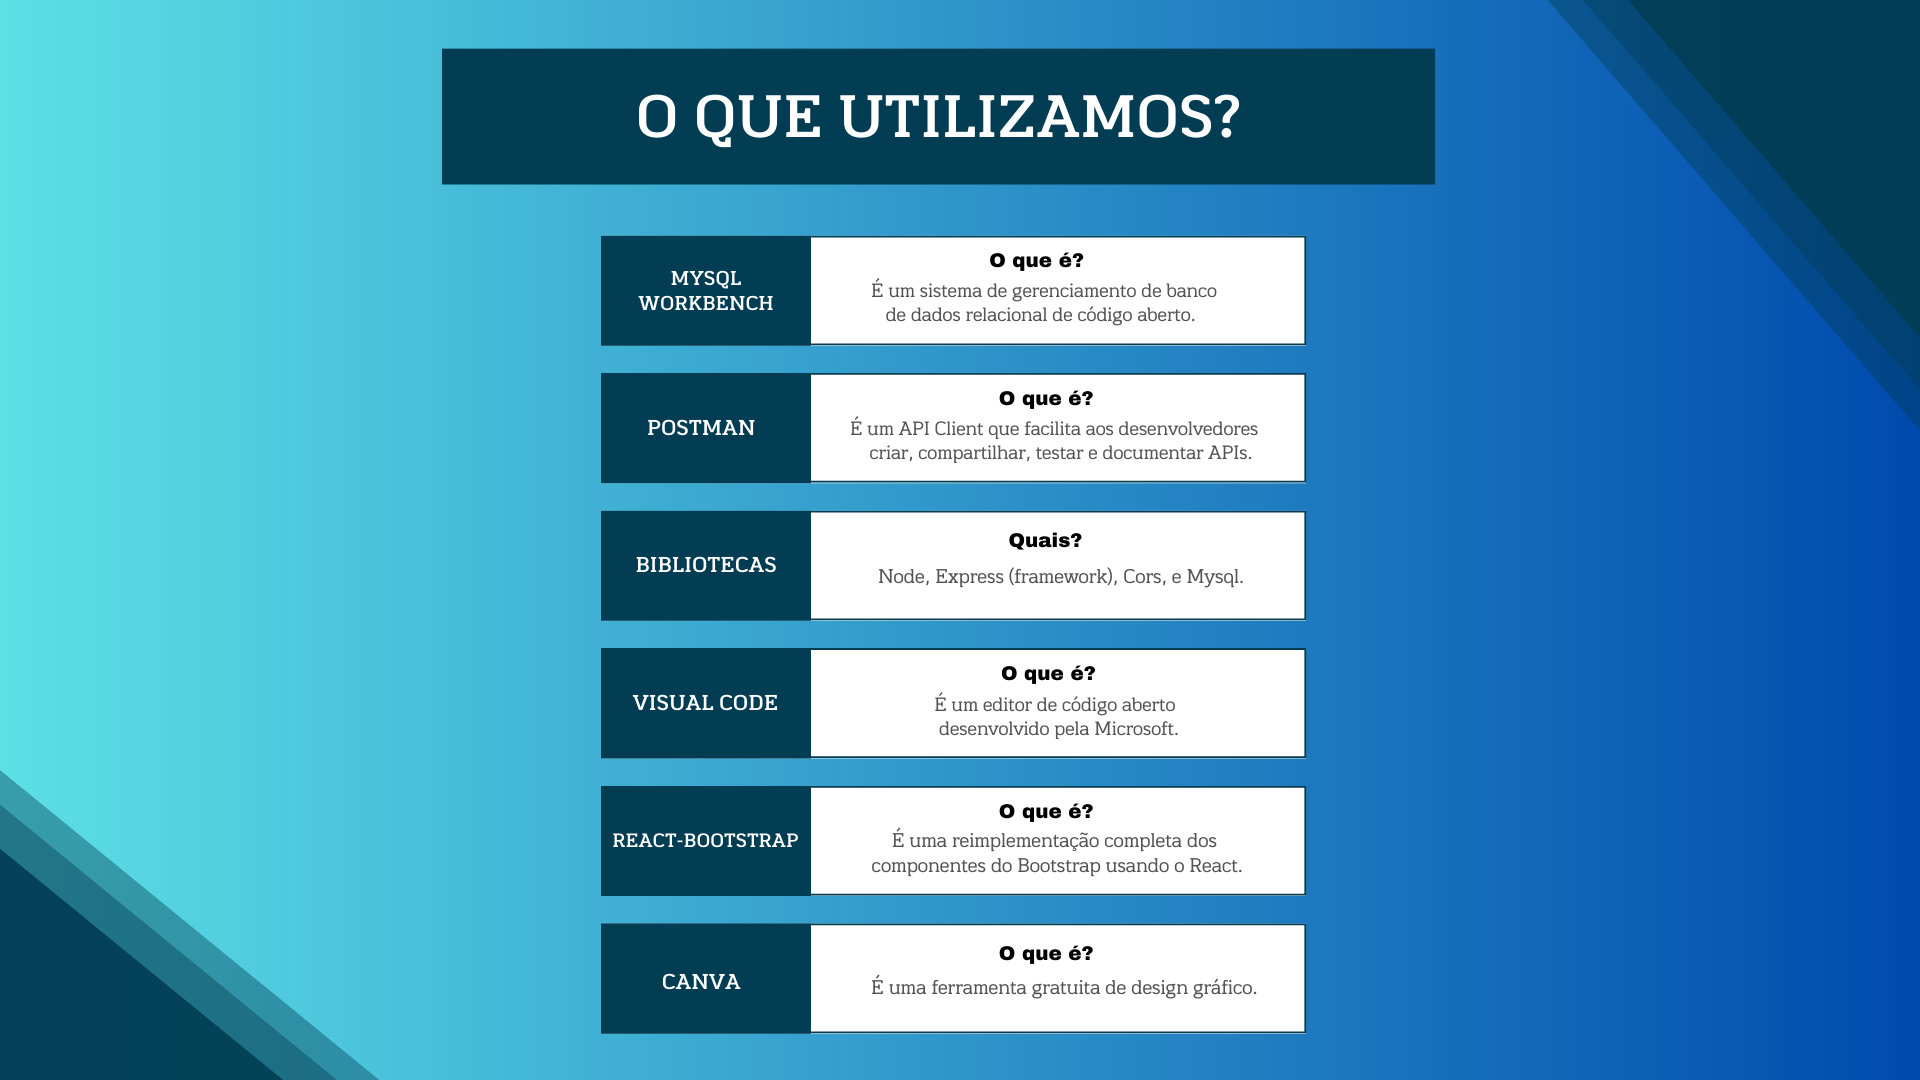 O QUE UTILIZAMOS?
MYSQL
WORKBENCH
O que é?
É um sistema de gerenciamento de banco
de dados relacional de código aberto.
POSTMAN
O que é?
É um API Client que facilita aos desenvolvedores
criar, compartilhar, testar e documentar APIs.
BIBLIOTECAS
Quais?
Node, Express (framework), Cors, e Mysql.
VISUAL CODE
O que é?
É um editor de código aberto
desenvolvido pela Microsoft.
REACT-BOOTSTRAP
O que é?
É uma reimplementação completa dos
componentes do Bootstrap usando o React.
CANVA
O que é?
É uma ferramenta gratuita de design gráfico.